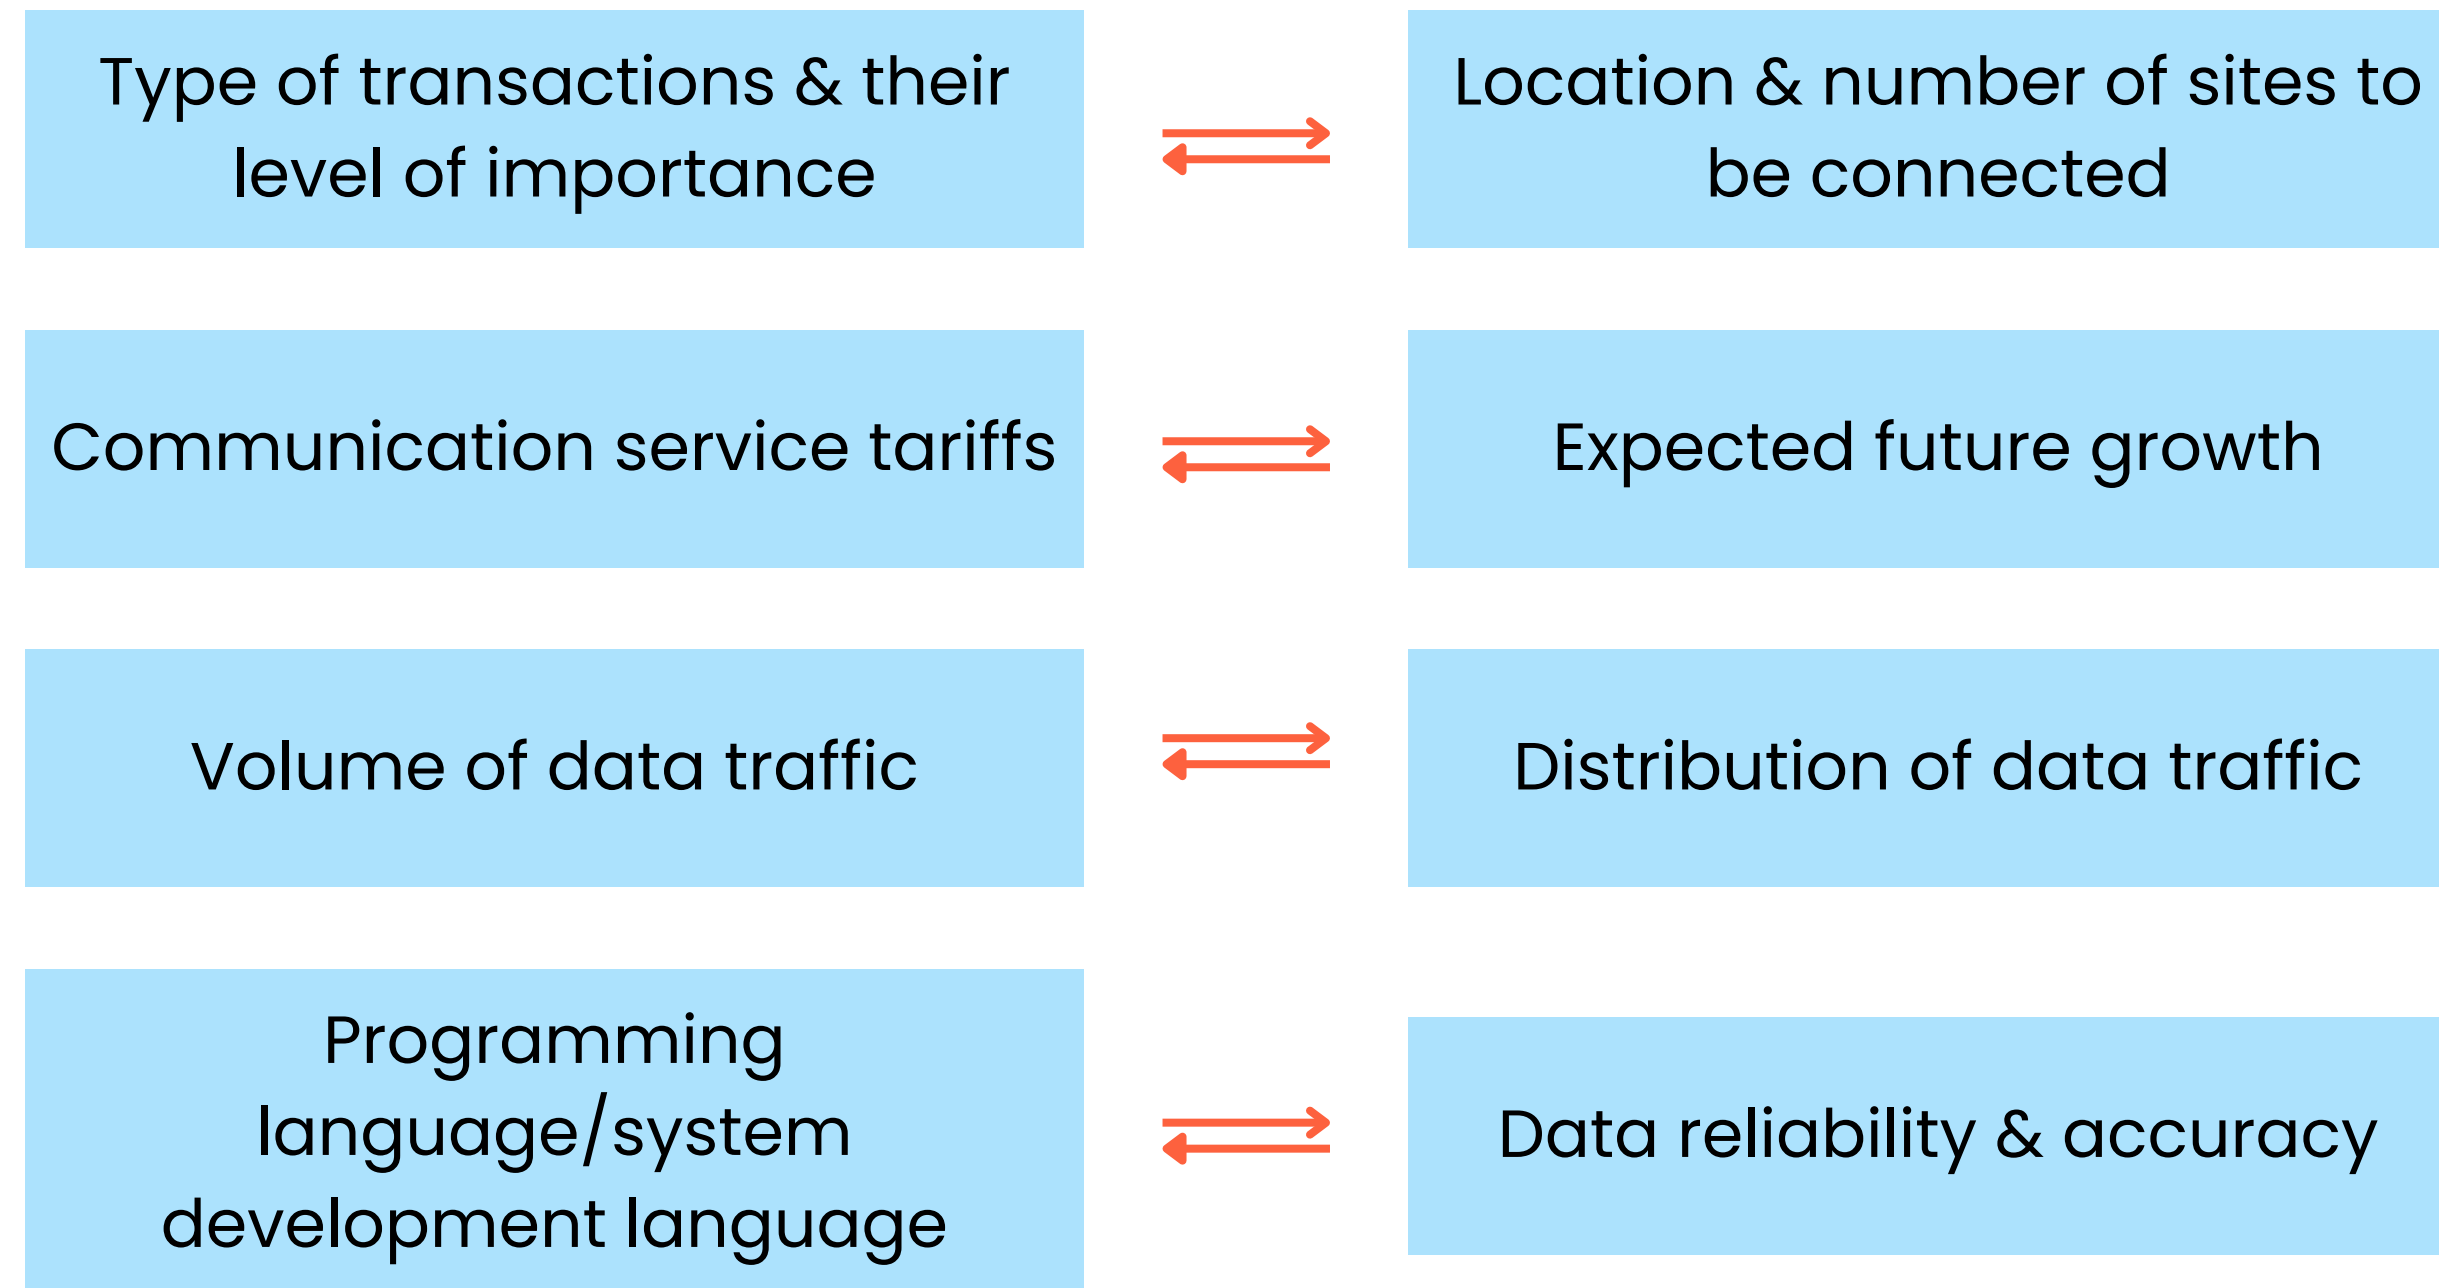 Type of transactions & their
level of importance
Location & number of sites to
be connected
Communication service tariffs
Expected future growth
Volume of data traffic
Distribution of data traffic
Programming
language/system
development language
Data reliability & accuracy